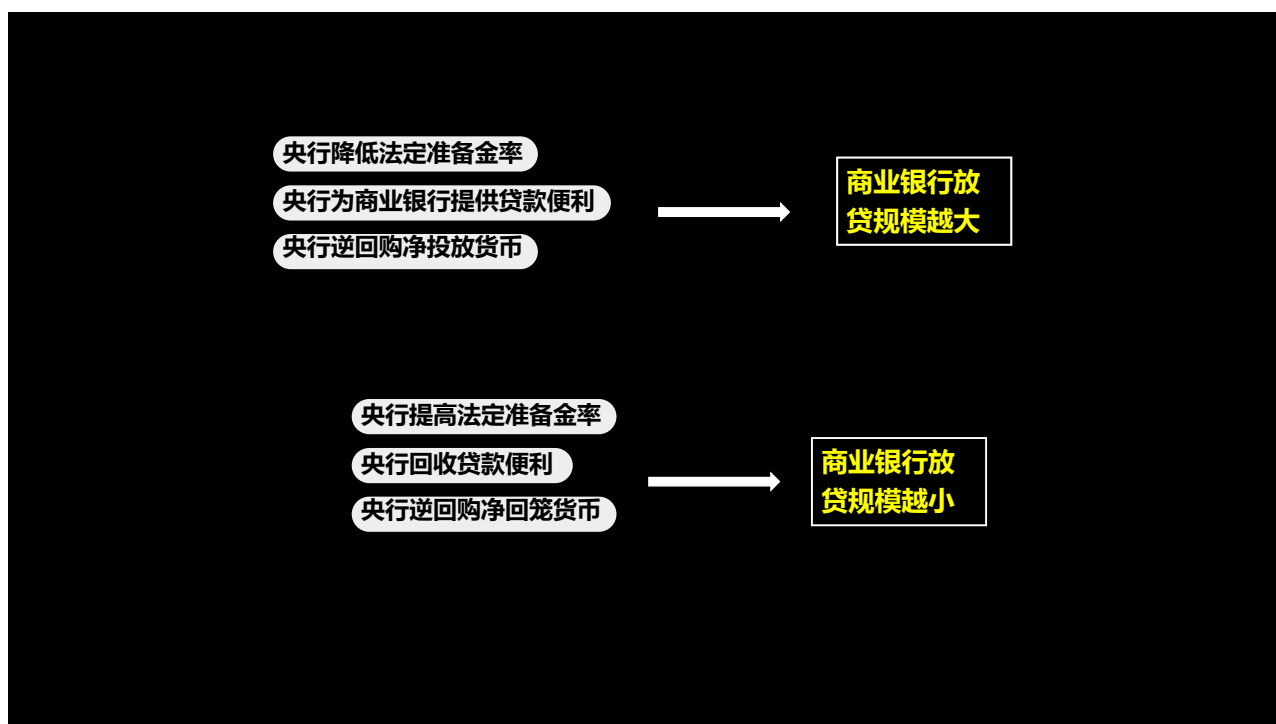 央行降低法定准备金率
央行为商业银行提供贷款便利
央行逆回购净投放货币
商业银行放
贷规模越大
央行提高法定准备金率
央行回收贷款便利
央行逆回购净回笼货币
商业银行放
贷规模越小